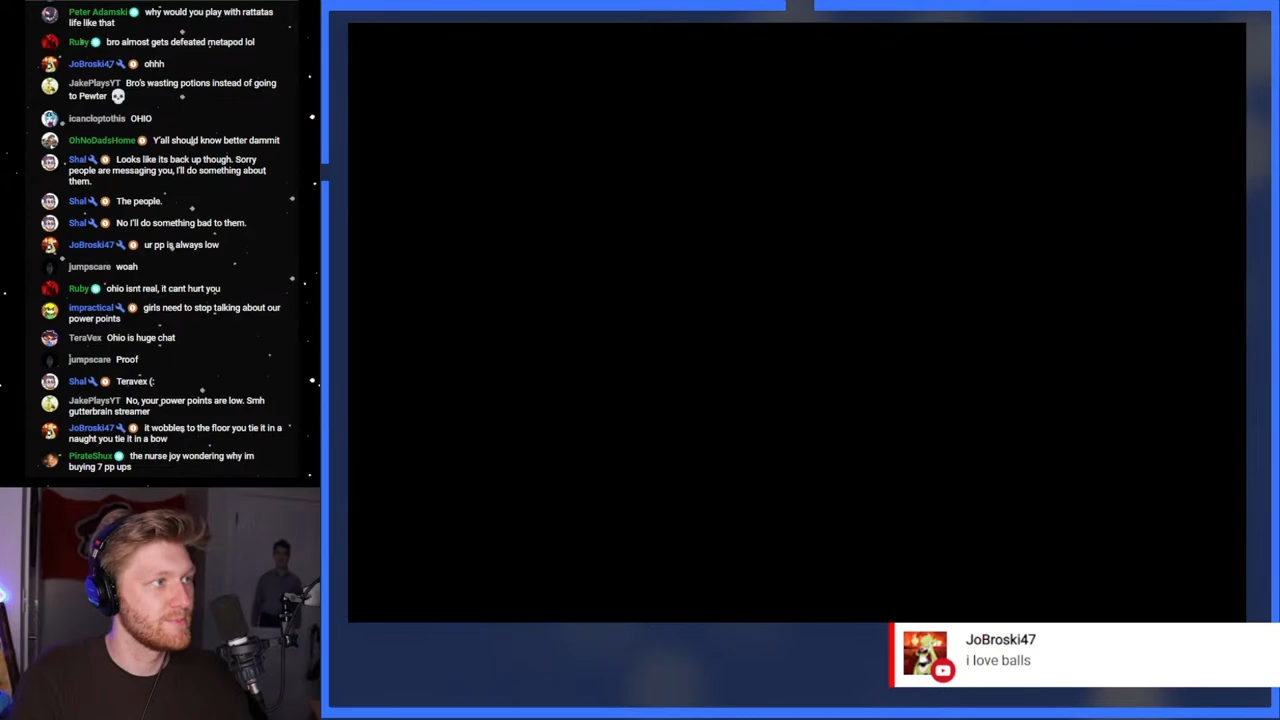 Peter Adamski why would you play with rattatas
life like that
Ruby bro almost gets defeated metapod lol
JoBroski47 ohhh
JakePlaysYT Bro's wasting potions instead of going
to Pewter 💀
icancloptothis OHIO
OhNoDadsHome Y'all should know better dammit
Shal Looks like its back up though. Sorry
people are messaging you, I'll do something about
them.
Shal The people.
Shal No I'll do something bad to them.
JoBroski47 ur pp is always low
jumpscare woah
Ruby ohio isnt real, it cant hurt you
impractical girls need to stop talking about our
power points
TeraVex Ohio is huge chat
jumpscare Proof
Shal Teravex (:
JakePlaysYT No, your power points are low. Smh
gutterbrain streamer
JoBroski47 it wobbles to the floor you tie it in a
naught you tie it in a bow
PirateShux the nurse joy wondering why im
buying 7 pp ups
JoBroski47
i love balls